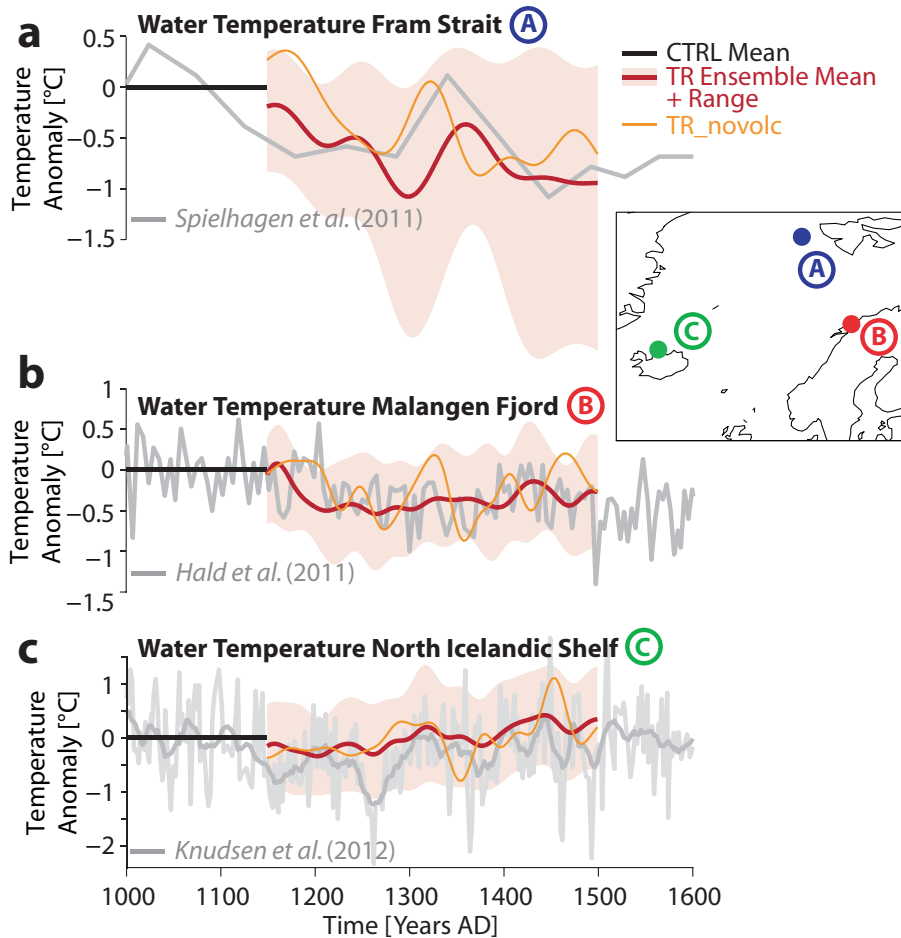 a
Water Temperature Fram Strait A
CTRL Mean
TR Ensemble Mean
+ Range
TR_novolc
Temperature
Anomaly [°C]
0.5
0
−0.5
−1
−1.5
Spielhagen et al. (2011)
A
B
C
b
Water Temperature Malangen Fjord B
Temperature
Anomaly [°C]
1
0.5
0
−0.5
−1
−1.5
Hald et al. (2011)
c
Water Temperature North Icelandic Shelf C
Temperature
Anomaly [°C]
1
0
−1
−2
Knudsen et al. (2012)
1000 1100 1200 1300 1400 1500 1600
Time [Years AD]